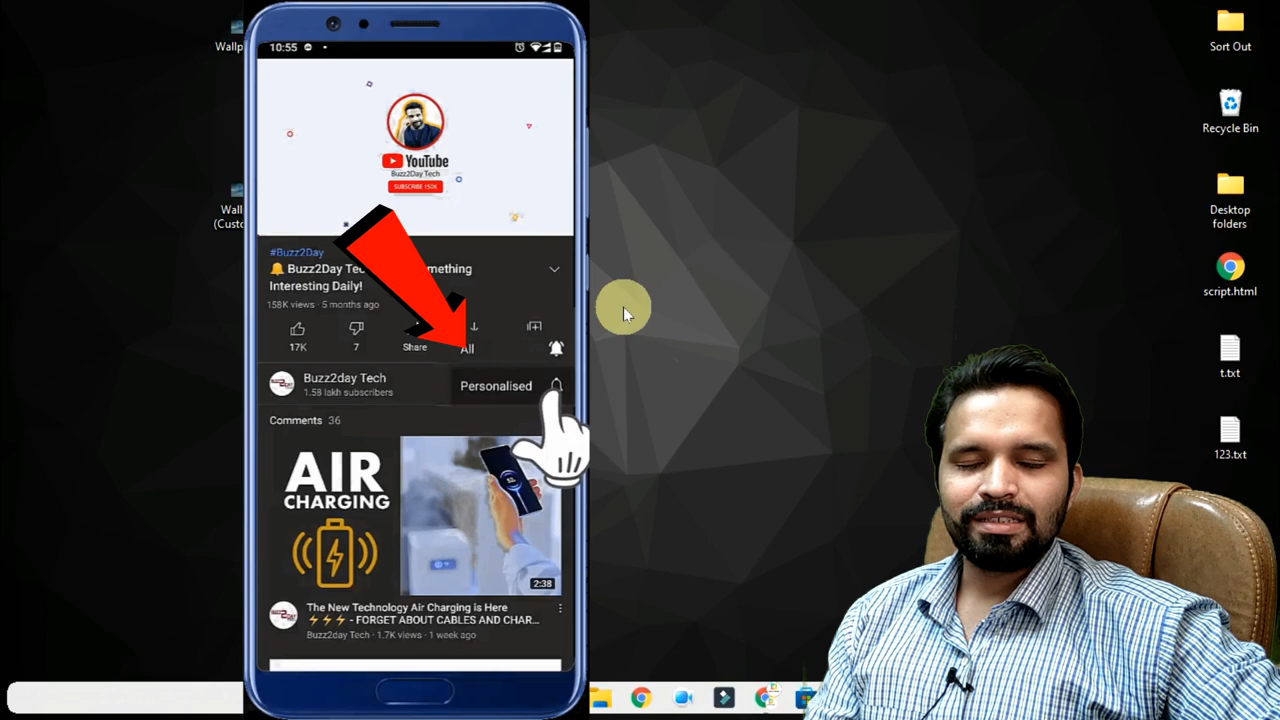 10:55
YouTube
Buzz2Day Tech
SUBSCRIBE 150K
#Buzz2Day
Buzz2Day Tec mething
Interesting Daily!
158K views · 5 months ago
17K
7
Share
All
Buzz2day Tech
1.58 lakh subscribers
Personalised
Comments 36
AIR
CHARGING
2:38
The New Technology Air Charging is Here
⚡⚡⚡ - FORGET ABOUT CABLES AND CHAR...
Buzz2day Tech · 1.7K views · 1 week ago
Wallp
Wall
(Custo
Sort Out
Recycle Bin
Desktop
folders
script.html
t.txt
123.txt